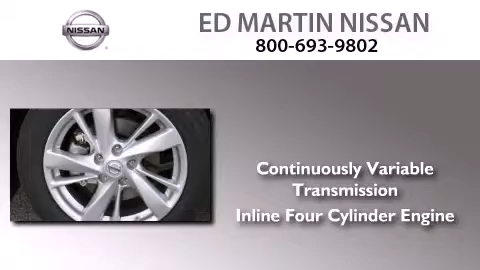 NISSAN
ED MARTIN NISSAN
800-693-9802
Continuously Variable
Transmission
Inline Four Cylinder Engine